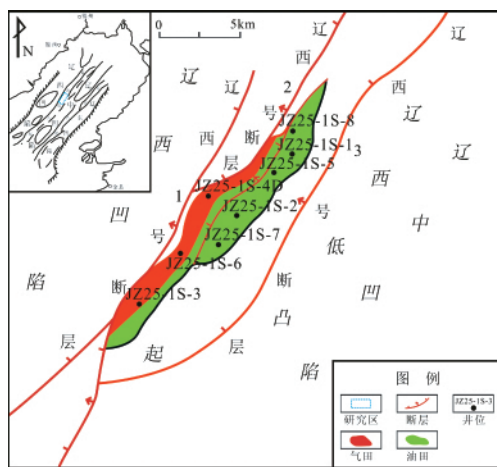 N
0
5km
辽西凹陷
辽西1号断层
辽西2号断层
辽西3号断层
辽西低凸起
辽中凹陷
JZ25-1S-8
JZ25-1S-1
JZ25-1S-5
JZ25-1S-4D
JZ25-1S-2
JZ25-1S-7
JZ25-1S-6
JZ25-1S-3
图 例
JZ25-1S-3
研究区
断层
井位
气田
油田